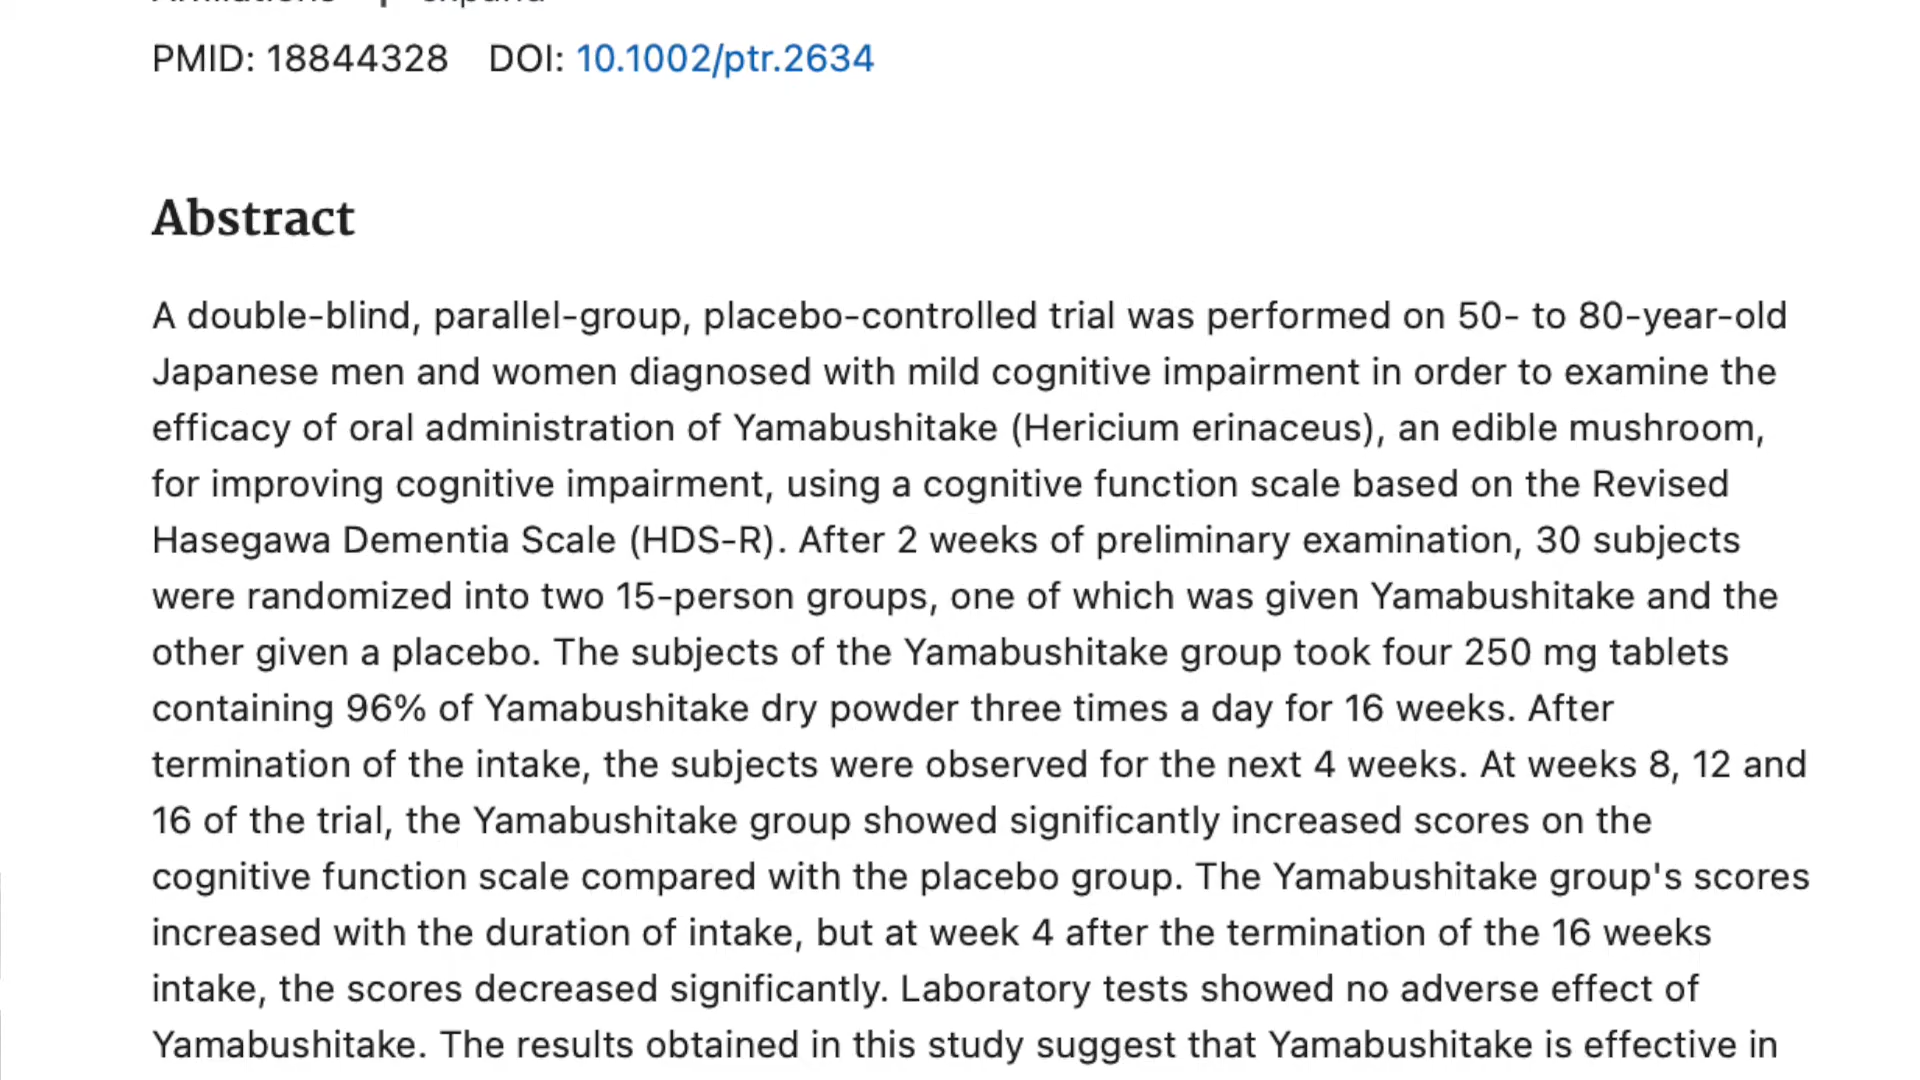 PMID: 18844328 DOI: 10.1002/ptr.2634
Abstract
A double-blind, parallel-group, placebo-controlled trial was performed on 50- to 80-year-old
Japanese men and women diagnosed with mild cognitive impairment in order to examine the
efficacy of oral administration of Yamabushitake (Hericium erinaceus), an edible mushroom,
for improving cognitive impairment, using a cognitive function scale based on the Revised
Hasegawa Dementia Scale (HDS-R). After 2 weeks of preliminary examination, 30 subjects
were randomized into two 15-person groups, one of which was given Yamabushitake and the
other given a placebo. The subjects of the Yamabushitake group took four 250 mg tablets
containing 96% of Yamabushitake dry powder three times a day for 16 weeks. After
termination of the intake, the subjects were observed for the next 4 weeks. At weeks 8, 12 and
16 of the trial, the Yamabushitake group showed significantly increased scores on the
cognitive function scale compared with the placebo group. The Yamabushitake group's scores
increased with the duration of intake, but at week 4 after the termination of the 16 weeks
intake, the scores decreased significantly. Laboratory tests showed no adverse effect of
Yamabushitake. The results obtained in this study suggest that Yamabushitake is effective in